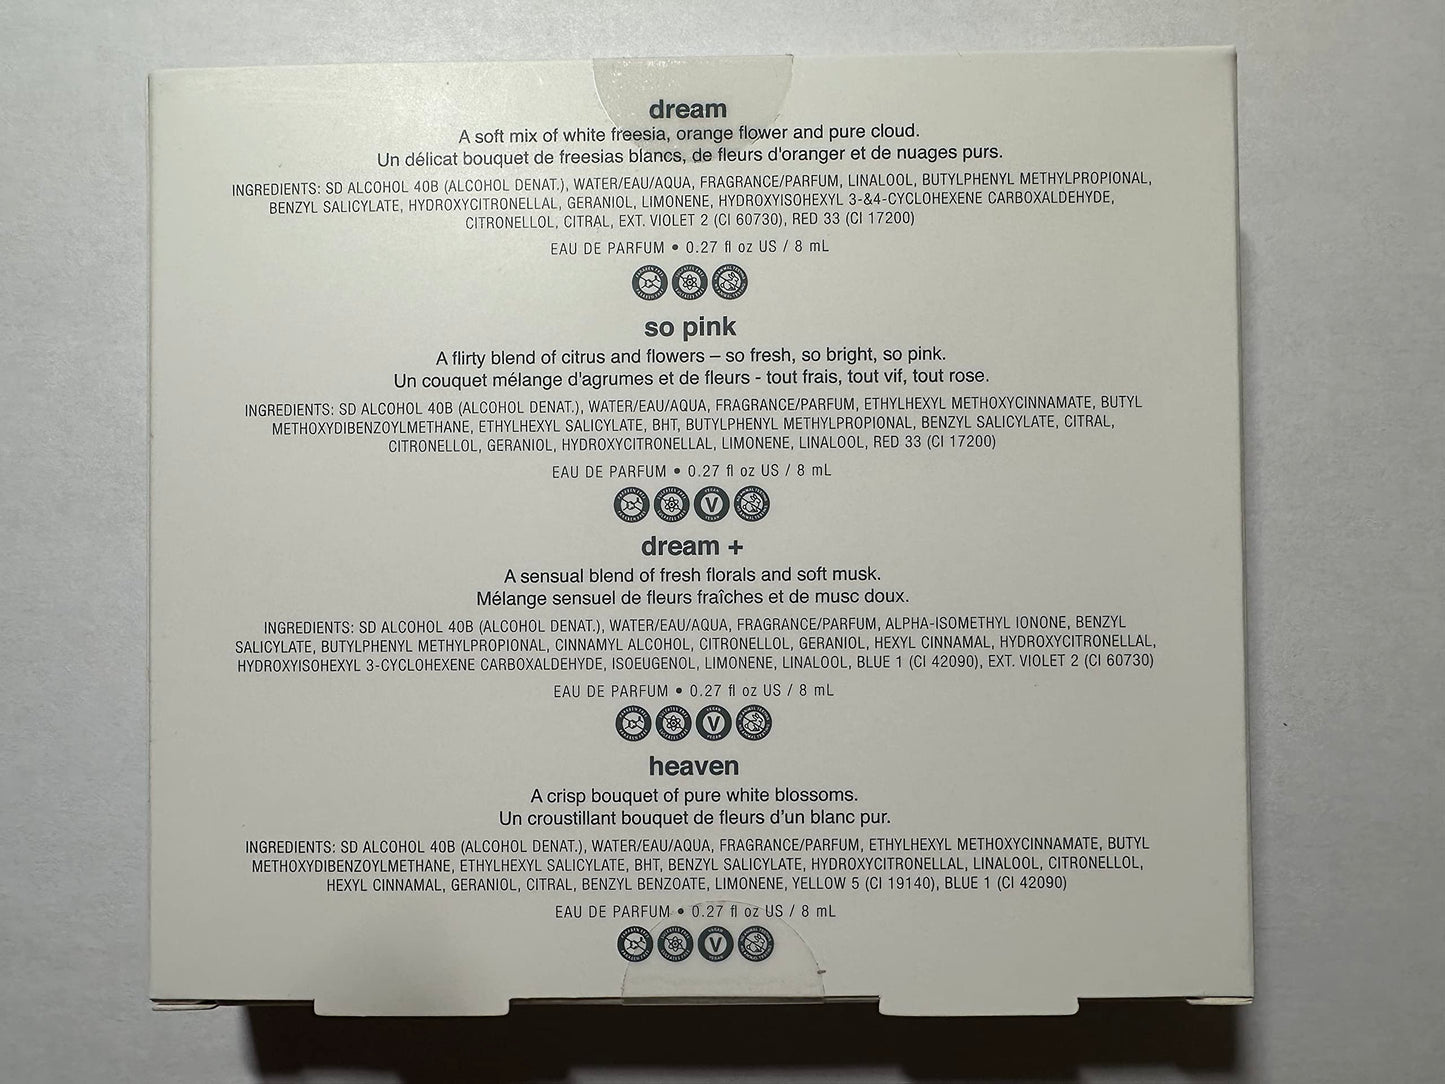 dream
A soft mix of white freesia, orange flower and pure cloud.
Un délicat bouquet de freesias blancs, de fleurs d'oranger et de nuages purs.
INGREDIENTS: SD ALCOHOL 40B (ALCOHOL DENAT.), WATER/EAU/AQUA, FRAGRANCE/PARFUM, LINALOOL, BUTYLPHENYL METHYLPROPIONAL,
BENZYL SALICYLATE, HYDROXYCITRONELLAL, GERANIOL, LIMONENE, HYDROXYISOHEXYL 3-&4-CYCLOHEXENE CARBOXALDEHYDE,
CITRONELLOL, CITRAL, EXT. VIOLET 2 (CI 60730), RED 33 (CI 17200)
EAU DE PARFUM • 0.27 fl oz US / 8 mL
so pink
A flirty blend of citrus and flowers – so fresh, so bright, so pink.
Un couquet mélange d'agrumes et de fleurs - tout frais, tout vif, tout rose.
INGREDIENTS: SD ALCOHOL 40B (ALCOHOL DENAT.), WATER/EAU/AQUA, FRAGRANCE/PARFUM, ETHYLHEXYL METHOXYCINNAMATE, BUTYL
METHOXYDIBENZOYLMETHANE, ETHYLHEXYL SALICYLATE, BHT, BUTYLPHENYL METHYLPROPIONAL, BENZYL SALICYLATE, CITRAL,
CITRONELLOL, GERANIOL, HYDROXYCITRONELLAL, LIMONENE, LINALOOL, RED 33 (CI 17200)
EAU DE PARFUM • 0.27 fl oz US / 8 mL
V VEGAN
dream +
A sensual blend of fresh florals and soft musk.
Mélange sensuel de fleurs fraîches et de musc doux.
INGREDIENTS: SD ALCOHOL 40B (ALCOHOL DENAT.), WATER/EAU/AQUA, FRAGRANCE/PARFUM, ALPHA-ISOMETHYL IONONE, BENZYL
SALICYLATE, BUTYLPHENYL METHYLPROPIONAL, CINNAMYL ALCOHOL, CITRONELLOL, GERANIOL, HEXYL CINNAMAL, HYDROXYCITRONELLAL,
HYDROXYISOHEXYL 3-CYCLOHEXENE CARBOXALDEHYDE, ISOEUGENOL, LIMONENE, LINALOOL, BLUE 1 (CI 42090), EXT. VIOLET 2 (CI 60730)
EAU DE PARFUM • 0.27 fl oz US / 8 mL
V VEGAN
heaven
A crisp bouquet of pure white blossoms.
Un croustillant bouquet de fleurs d'un blanc pur.
INGREDIENTS: SD ALCOHOL 40B (ALCOHOL DENAT.), WATER/EAU/AQUA, FRAGRANCE/PARFUM, ETHYLHEXYL METHOXYCINNAMATE, BUTYL
METHOXYDIBENZOYLMETHANE, ETHYLHEXYL SALICYLATE, BHT, BENZYL SALICYLATE, HYDROXYCITRONELLAL, LINALOOL, CITRONELLOL,
HEXYL CINNAMAL, GERANIOL, CITRAL, BENZYL BENZOATE, LIMONENE, YELLOW 5 (CI 19140), BLUE 1 (CI 42090)
EAU DE PARFUM • 0.27 fl oz US / 8 mL
V VEGAN